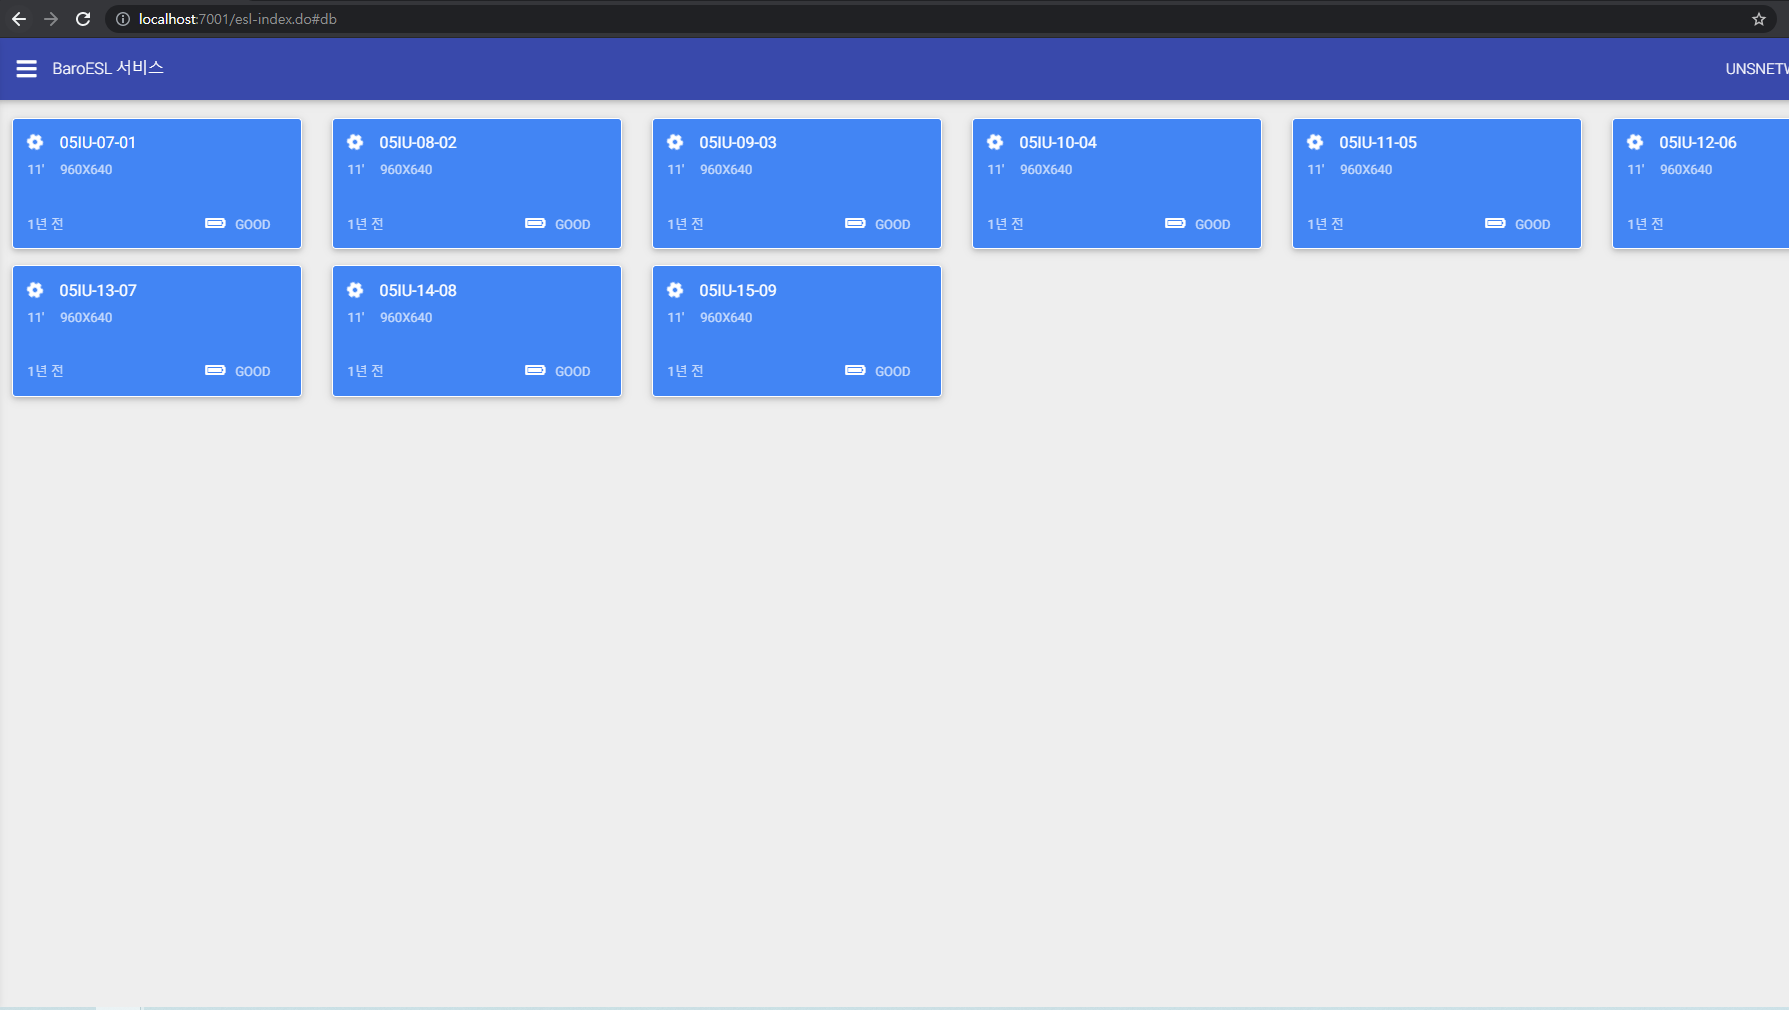 localhost:7001/esl-index.do#db
BaroESL 서비스
UNSNETW
05IU-07-01
11' 960X640
1년 전 GOOD
05IU-08-02
11' 960X640
1년 전 GOOD
05IU-09-03
11' 960X640
1년 전 GOOD
05IU-10-04
11' 960X640
1년 전 GOOD
05IU-11-05
11' 960X640
1년 전 GOOD
05IU-12-06
11' 960X640
1년 전
05IU-13-07
11' 960X640
1년 전 GOOD
05IU-14-08
11' 960X640
1년 전 GOOD
05IU-15-09
11' 960X640
1년 전 GOOD